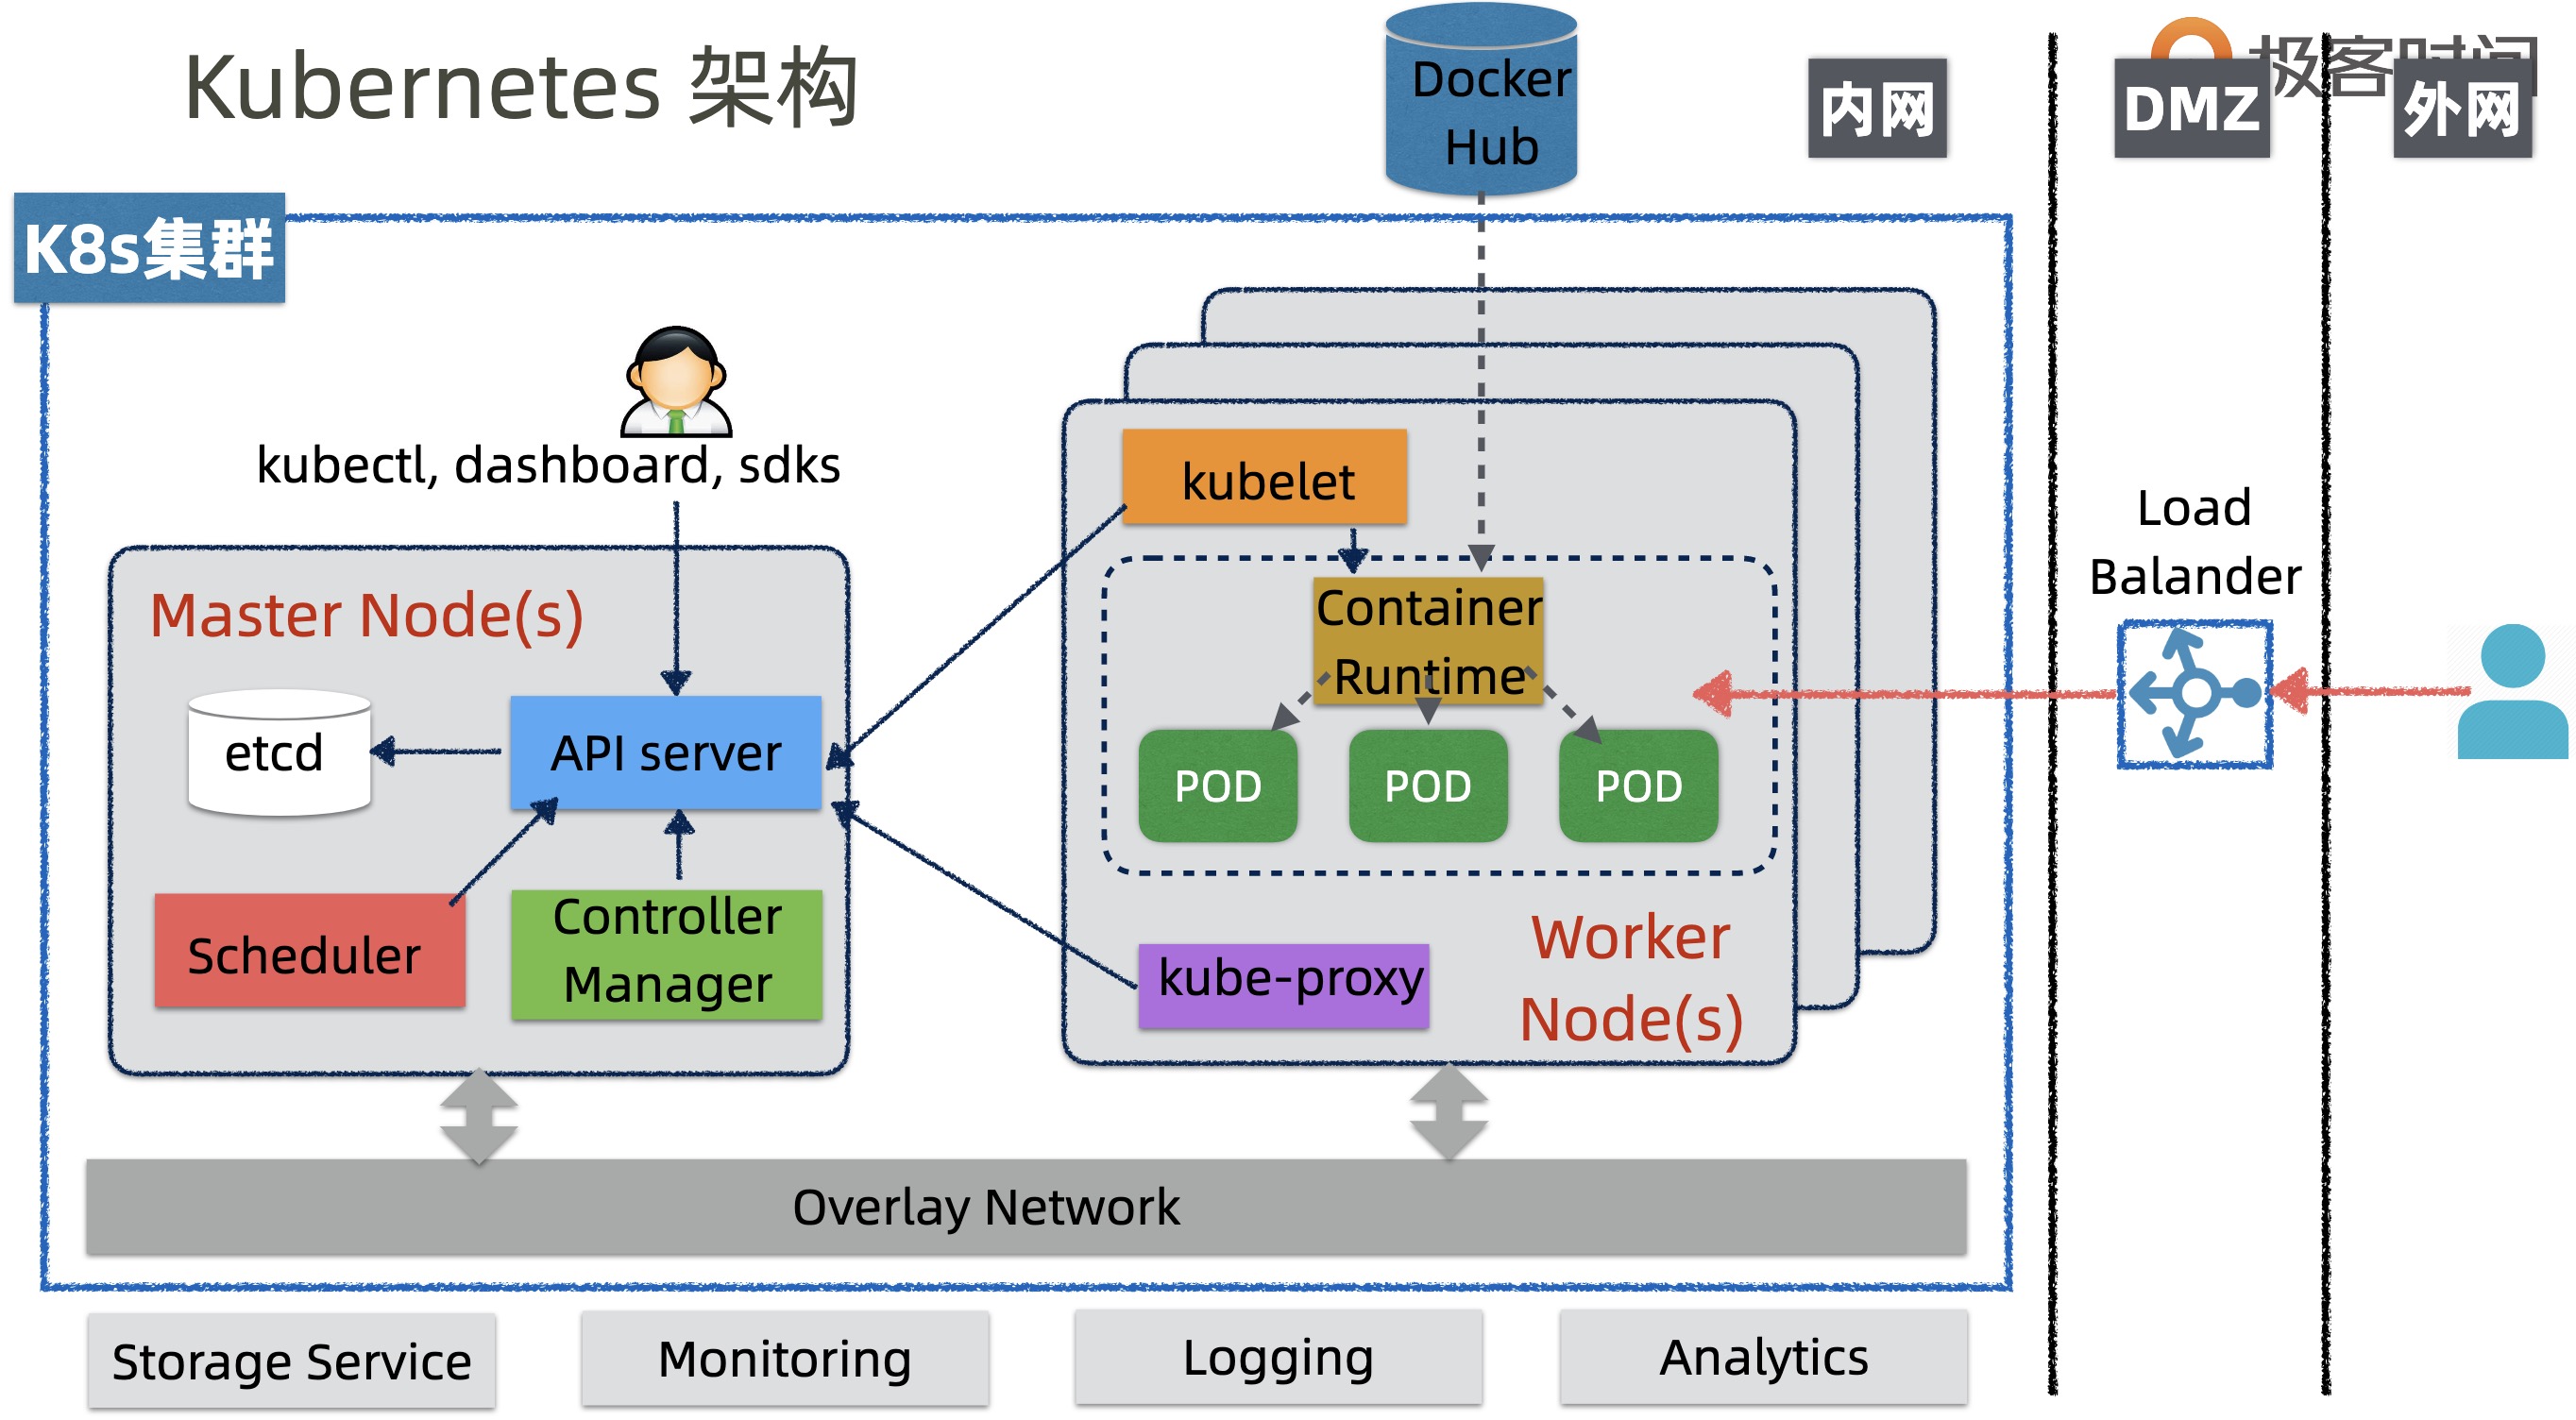 Kubernetes 架构
Docker
Hub
内网
DMZ
外网
极客时间
K8s集群
kubectl, dashboard, sdks
Master Node(s)
etcd
API server
Scheduler
Controller
Manager
kubelet
Container
Runtime
POD
POD
POD
kube-proxy
Worker
Node(s)
Load
Balander
Overlay Network
Storage Service
Monitoring
Logging
Analytics